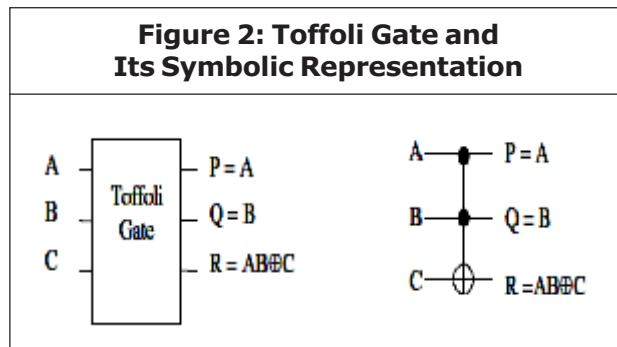 Figure 2: Toffoli Gate and
Its Symbolic Representation
A
B
C
Toffoli
Gate
P = A
Q = B
R = AB⊕C
A
B
C
P = A
Q = B
R = AB⊕C